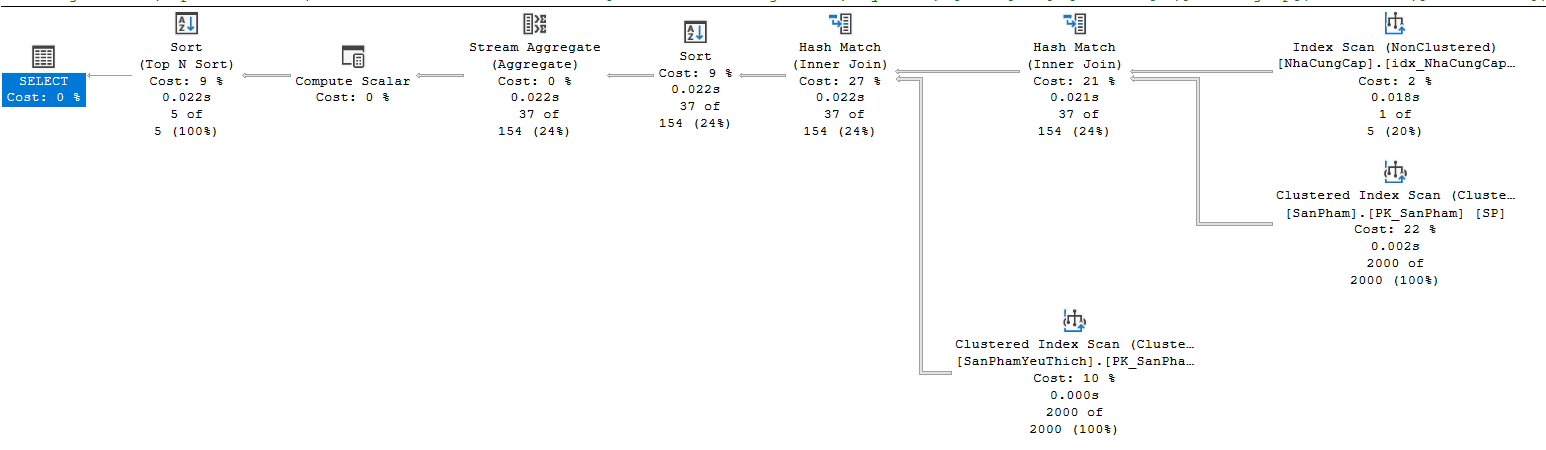 SELECT
Cost: 0 %
Sort
(Top N Sort)
Cost: 9 %
0.022s
5 of
5 (100%)
Compute Scalar
Cost: 0 %
Stream Aggregate
(Aggregate)
Cost: 0 %
0.022s
37 of
154 (24%)
Sort
Cost: 9 %
0.022s
37 of
154 (24%)
Hash Match
(Inner Join)
Cost: 27 %
0.022s
37 of
154 (24%)
Hash Match
(Inner Join)
Cost: 21 %
0.021s
37 of
154 (24%)
Index Scan (NonClustered)
[NhaCungCap].[idx_NhaCungCap…
Cost: 2 %
0.018s
1 of
5 (20%)
Clustered Index Scan (Cluste…
[SanPham].[PK_SanPham] [SP]
Cost: 22 %
0.002s
2000 of
2000 (100%)
Clustered Index Scan (Cluste…
[SanPhamYeuThich].[PK_SanPha…
Cost: 10 %
0.000s
2000 of
2000 (100%)